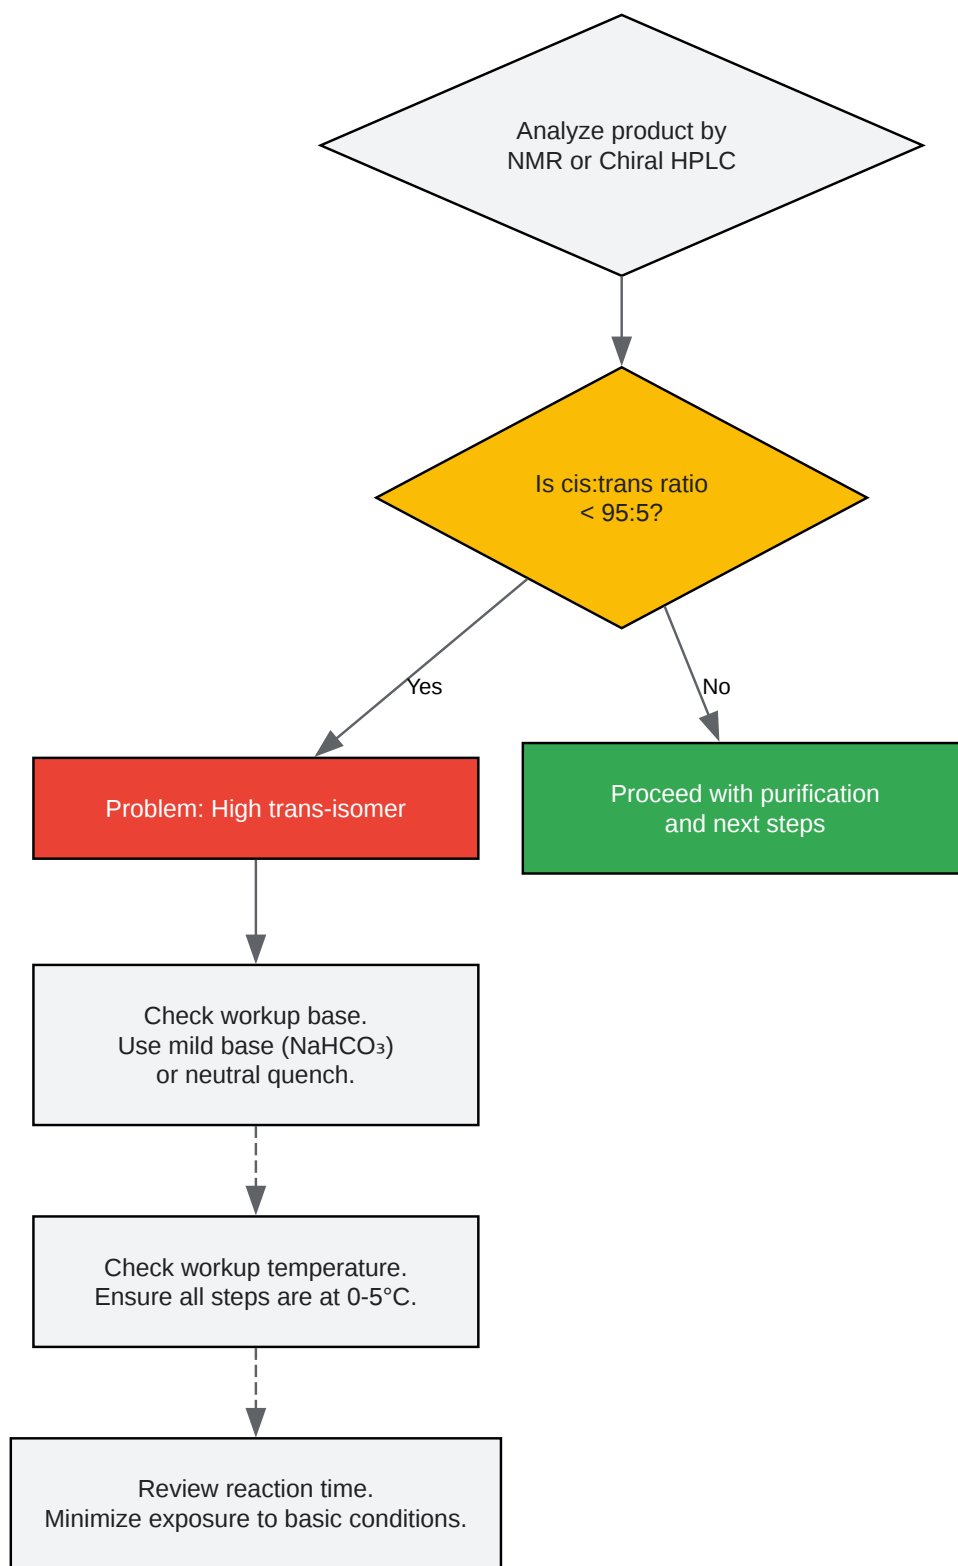 Analyze product by
NMR or Chiral HPLC
Is cis:trans ratio
< 95:5?
Yes
No
Problem: High trans-isomer
Proceed with purification
and next steps
Check workup base.
Use mild base (NaHCO₃)
or neutral quench.
Check workup temperature.
Ensure all steps are at 0-5°C.
Review reaction time.
Minimize exposure to basic conditions.